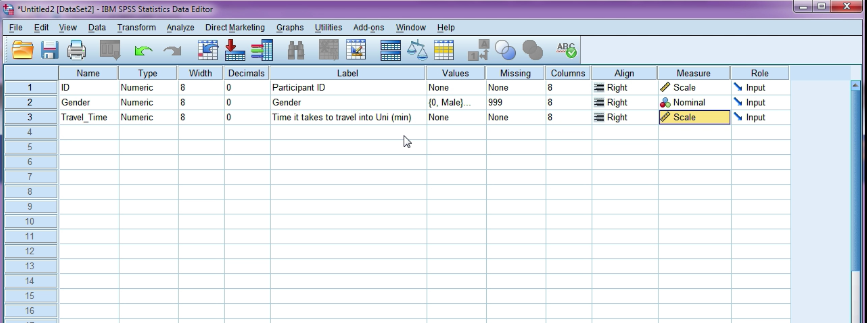 *Untitled2 [DataSet2] - IBM SPSS Statistics Data Editor
File Edit View Data Transform Analyze Direct Marketing Graphs Utilities Add-ons Window Help
ABC
Name Type Width Decimals Label Values Missing Columns Align Measure Role
1 ID Numeric 8 0 Participant ID None None 8 Right Scale Input
2 Gender Numeric 8 0 Gender {0, Male}... 999 8 Right Nominal Input
3 Travel_Time Numeric 8 0 Time it takes to travel into Uni (min) None None 8 Right Scale Input
4
5
6
7
8
9
10
11
12
13
14
15
16